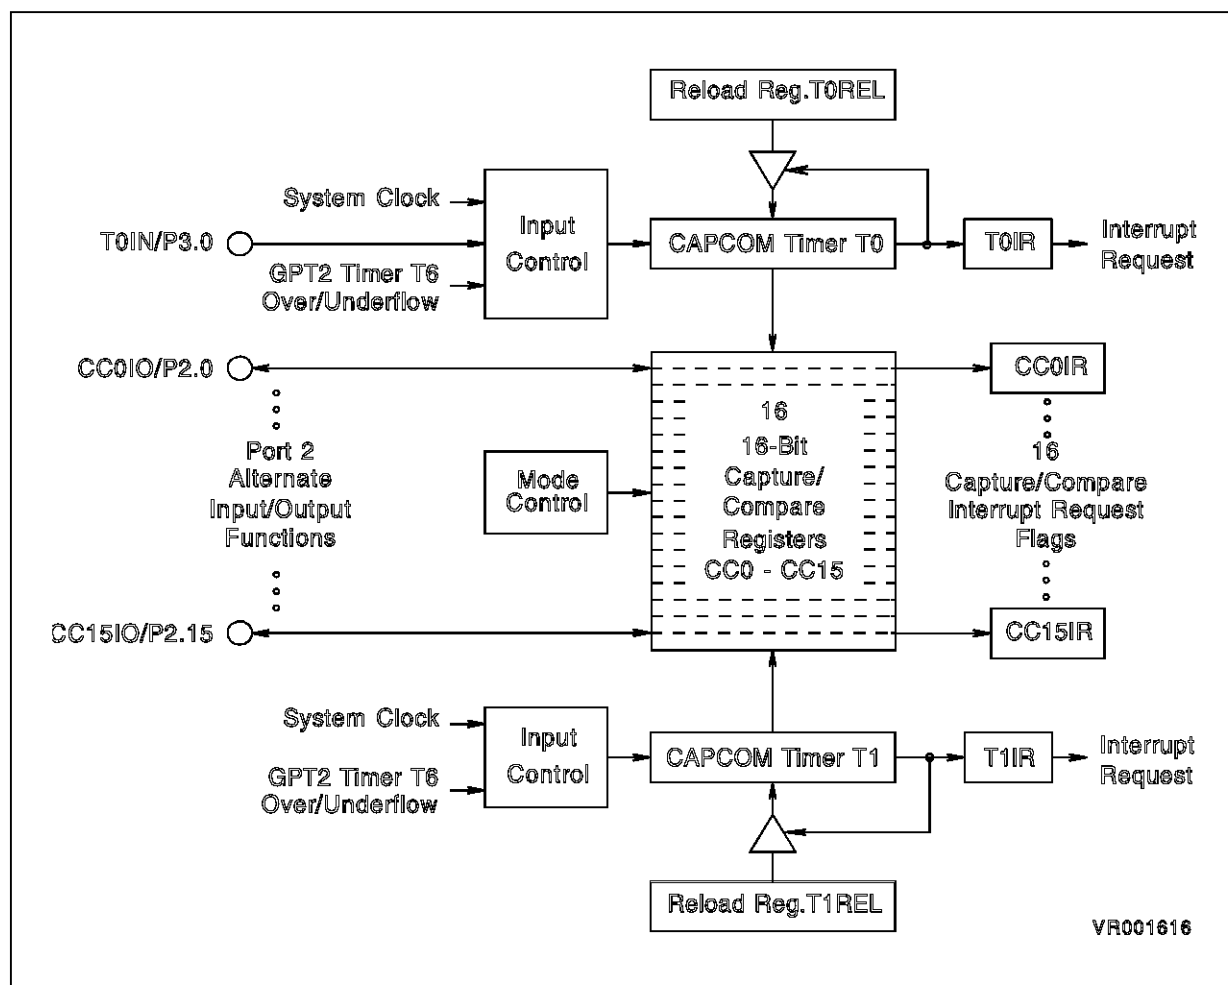 Reload Reg.T0REL
System Clock
T0IN/P3.0
GPT2 Timer T6
Over/Underflow
Input
Control
CAPCOM Timer T0
T0IR
Interrupt
Request
CC0IO/P2.0
Port 2
Alternate
Input/Output
Functions
CC15IO/P2.15
Mode
Control
16
16-Bit
Capture/
Compare
Registers
CC0 - CC15
CC0IR
16
Capture/Compare
Interrupt Request
Flags
CC15IR
System Clock
GPT2 Timer T6
Over/Underflow
Input
Control
CAPCOM Timer T1
T1IR
Interrupt
Request
Reload Reg.T1REL
VR001616